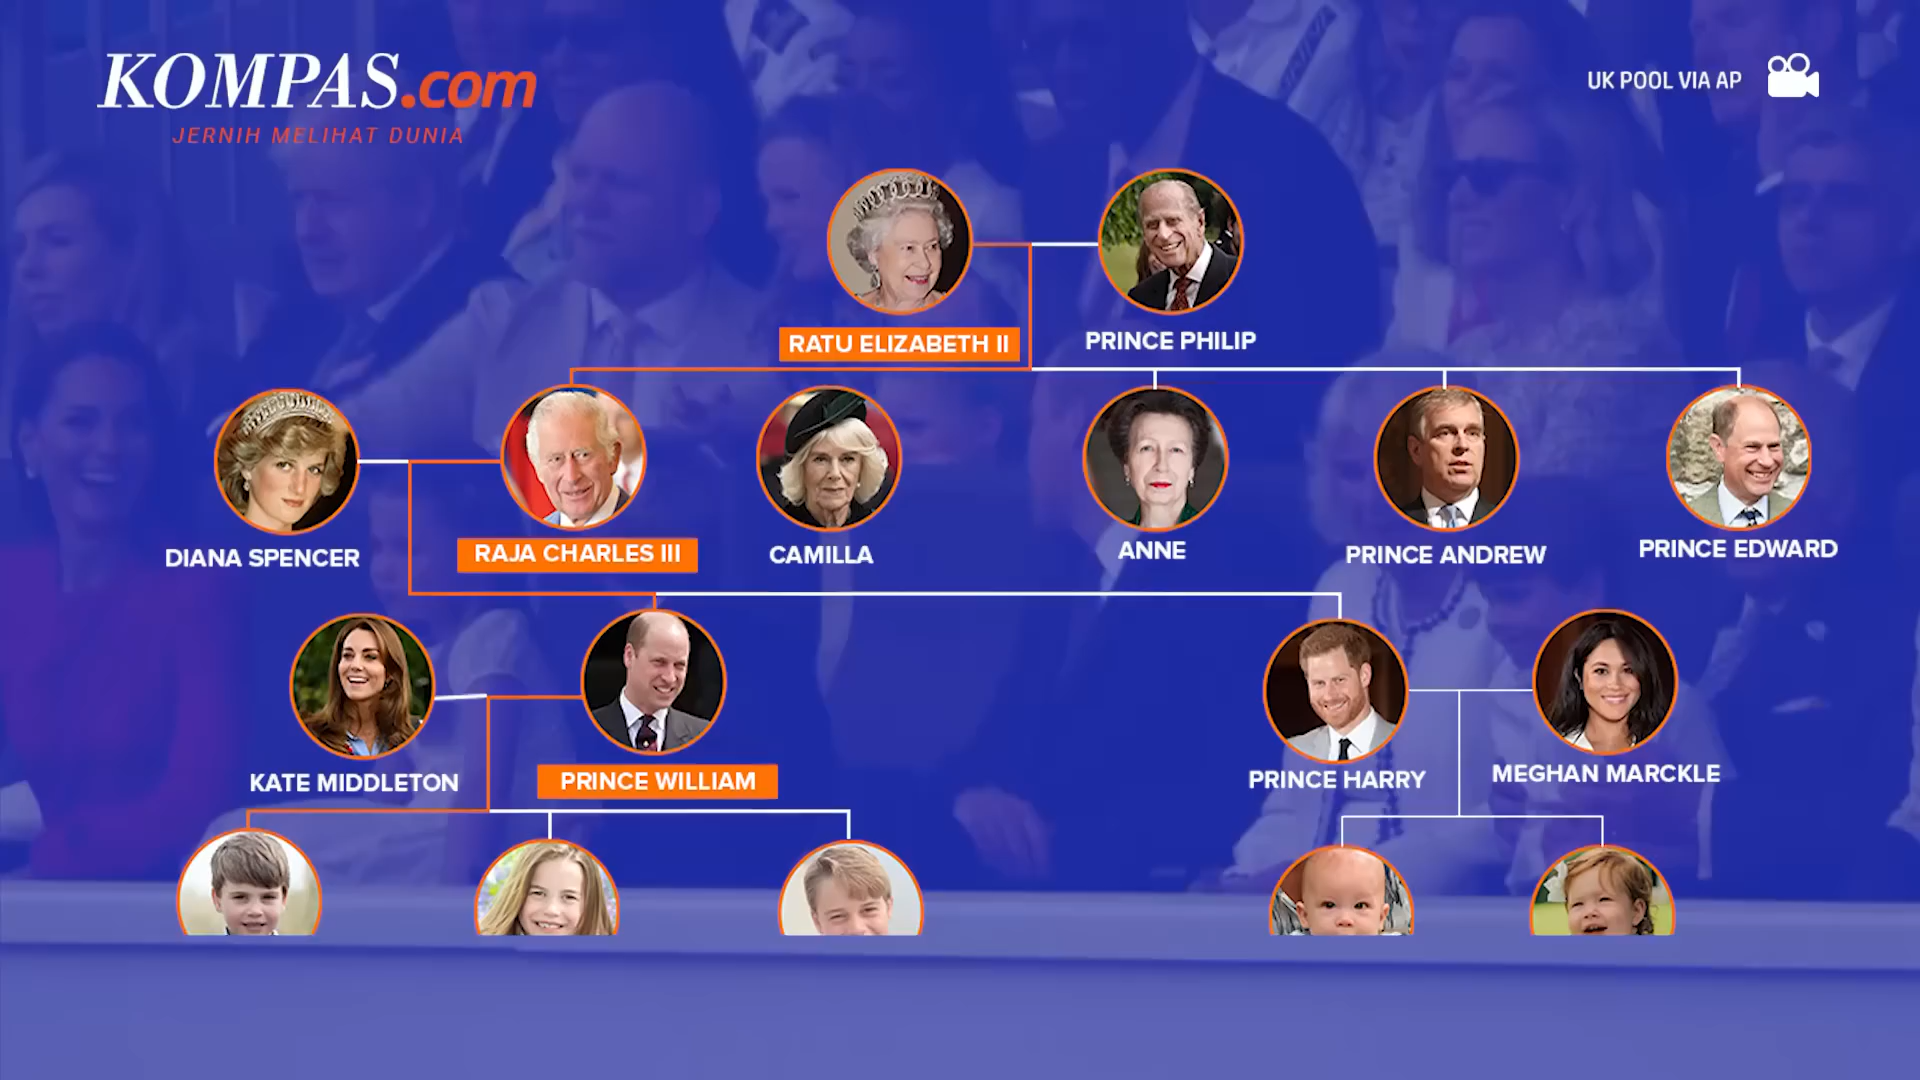 KOMPAS.com
JERNIH MELIHAT DUNIA
UK POOL VIA AP
RATU ELIZABETH II
PRINCE PHILIP
DIANA SPENCER
RAJA CHARLES III
CAMILLA
ANNE
PRINCE ANDREW
PRINCE EDWARD
KATE MIDDLETON
PRINCE WILLIAM
PRINCE HARRY
MEGHAN MARCKLE